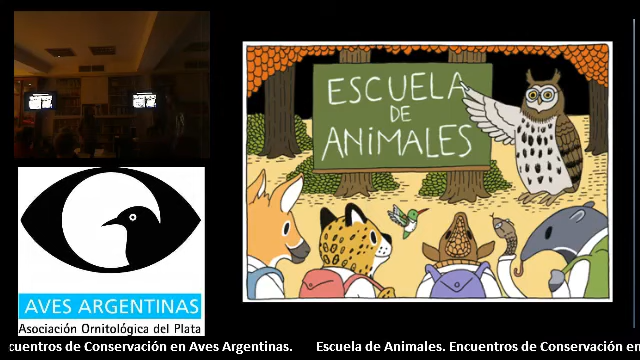 ESCUELA
DE
ANiMALES
AVES ARGENTINAS
Asociación Ornitológica del Plata
cuentros de Conservación en Aves Argentinas. Escuela de Animales. Encuentros de Conservación en